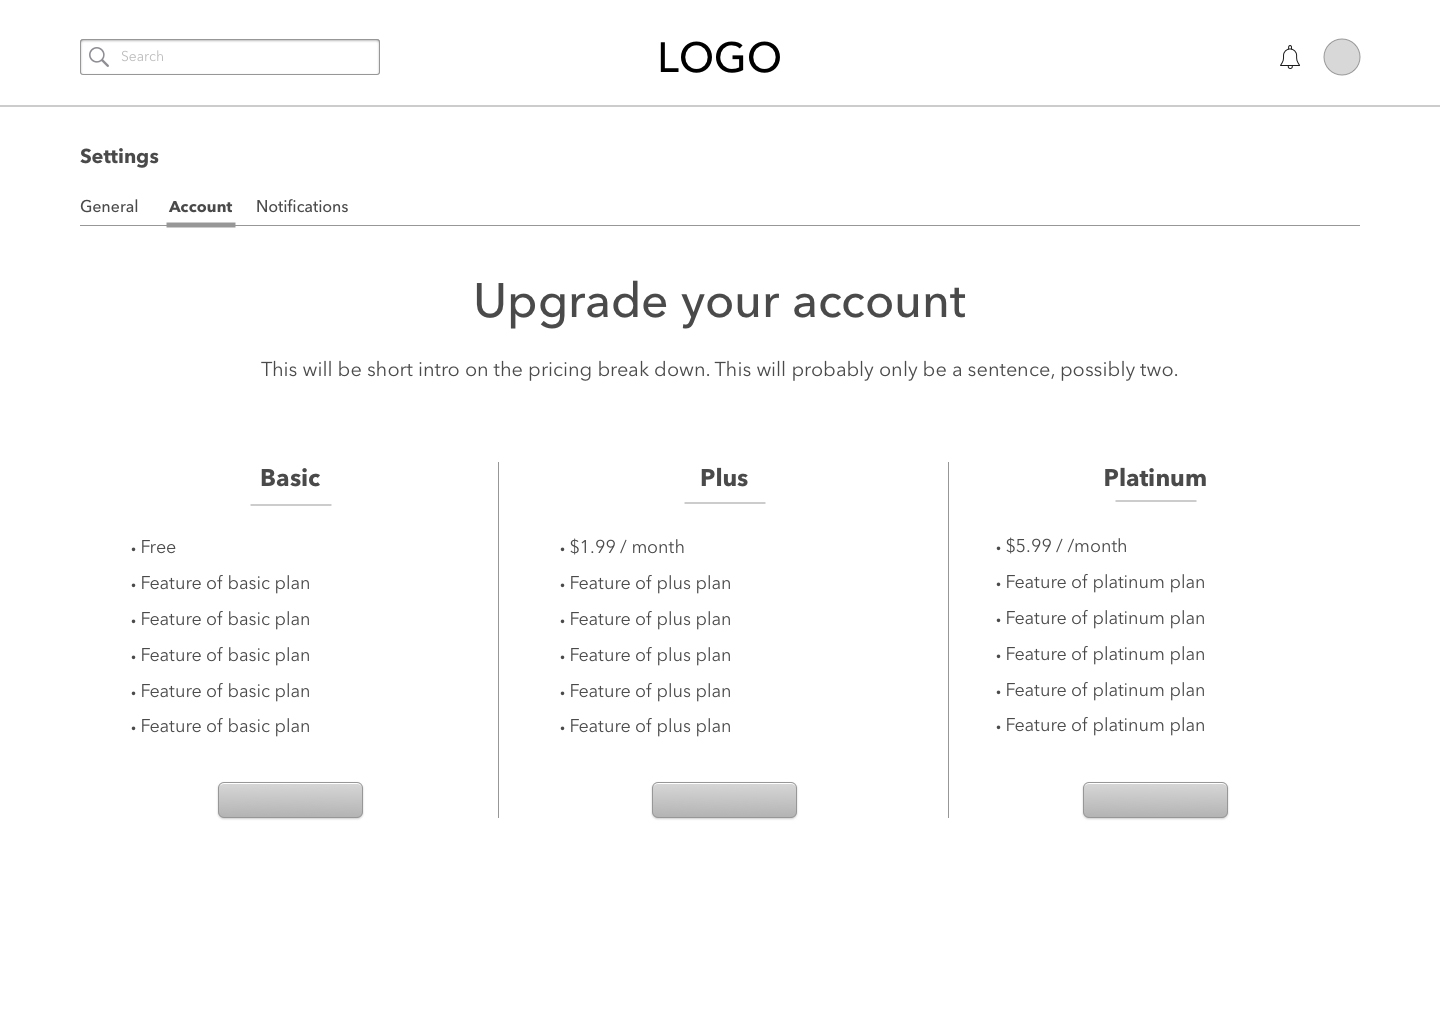 Search
LOGO
Settings
General Account Notifications
Upgrade your account
This will be short intro on the pricing break down. This will probably only be a sentence, possibly two.
Basic
• Free
• Feature of basic plan
• Feature of basic plan
• Feature of basic plan
• Feature of basic plan
• Feature of basic plan
Plus
• $1.99 / month
• Feature of plus plan
• Feature of plus plan
• Feature of plus plan
• Feature of plus plan
• Feature of plus plan
Platinum
• $5.99 / /month
• Feature of platinum plan
• Feature of platinum plan
• Feature of platinum plan
• Feature of platinum plan
• Feature of platinum plan